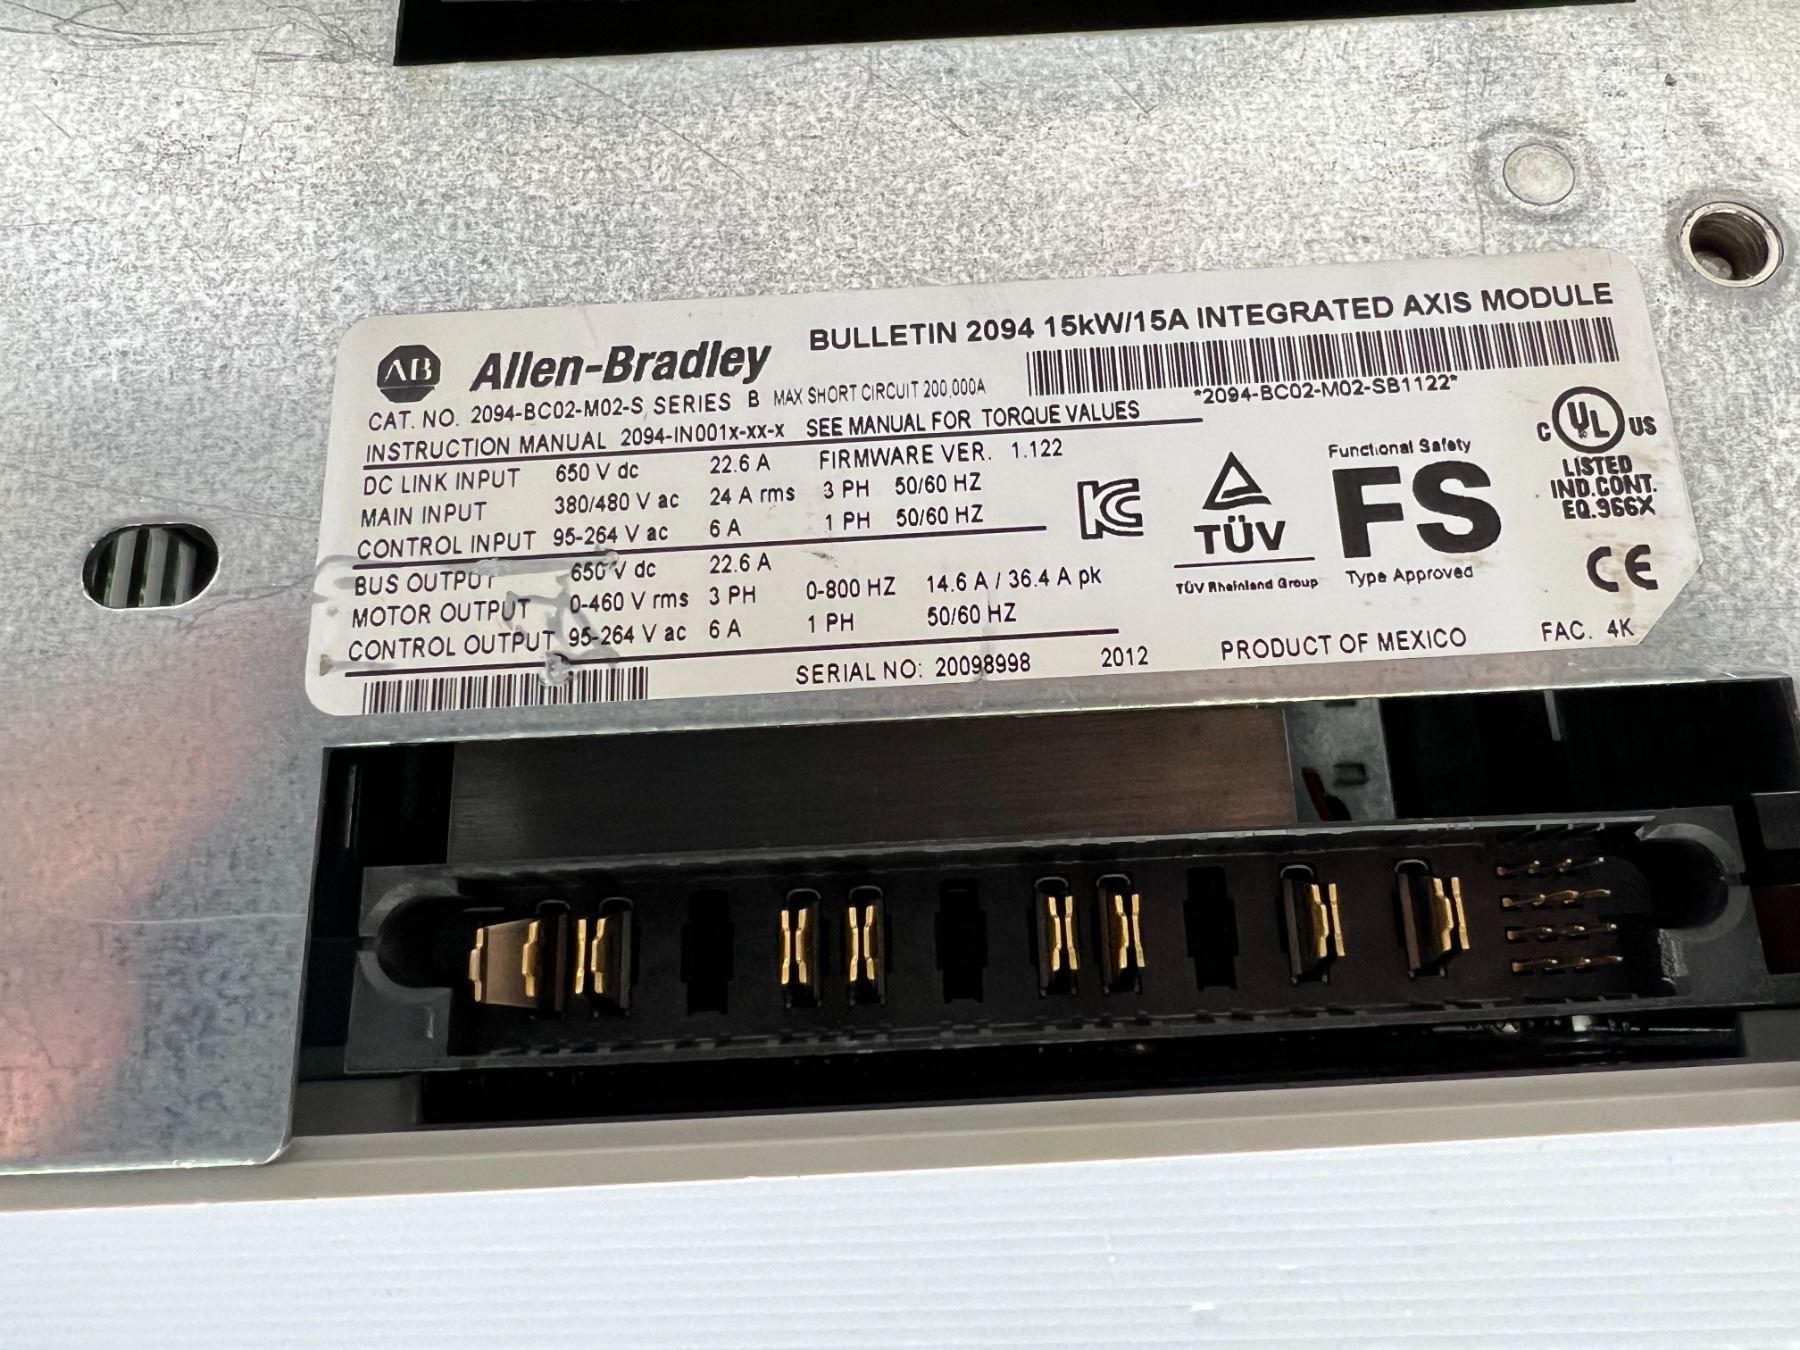 AB Allen-Bradley BULLETIN 2094 15kW/15A INTEGRATED AXIS MODULE
CAT. NO. 2094-BC02-M02-S SERIES B MAX SHORT CIRCUIT 200,000A
*2094-BC02-M02-SB1122*
INSTRUCTION MANUAL 2094-IN001x-xx-x SEE MANUAL FOR TORQUE VALUES
DC LINK INPUT 650 V dc 22.6 A FIRMWARE VER. 1.122
MAIN INPUT 380/480 V ac 24 A rms 3 PH 50/60 HZ
CONTROL INPUT 95-264 V ac 6 A 1 PH 50/60 HZ
BUS OUTPUT 650 V dc 22.6 A
MOTOR OUTPUT 0-460 V rms 3 PH 0-800 HZ 14.6 A / 36.4 A pk
CONTROL OUTPUT 95-264 V ac 6 A 1 PH 50/60 HZ
SERIAL NO: 20098998 2012
KC
TÜV
TÜV Rheinland Group
Functional Safety
FS
Type Approved
C UL US
LISTED
IND.CONT.
EQ.966X
CE
PRODUCT OF MEXICO FAC. 4K